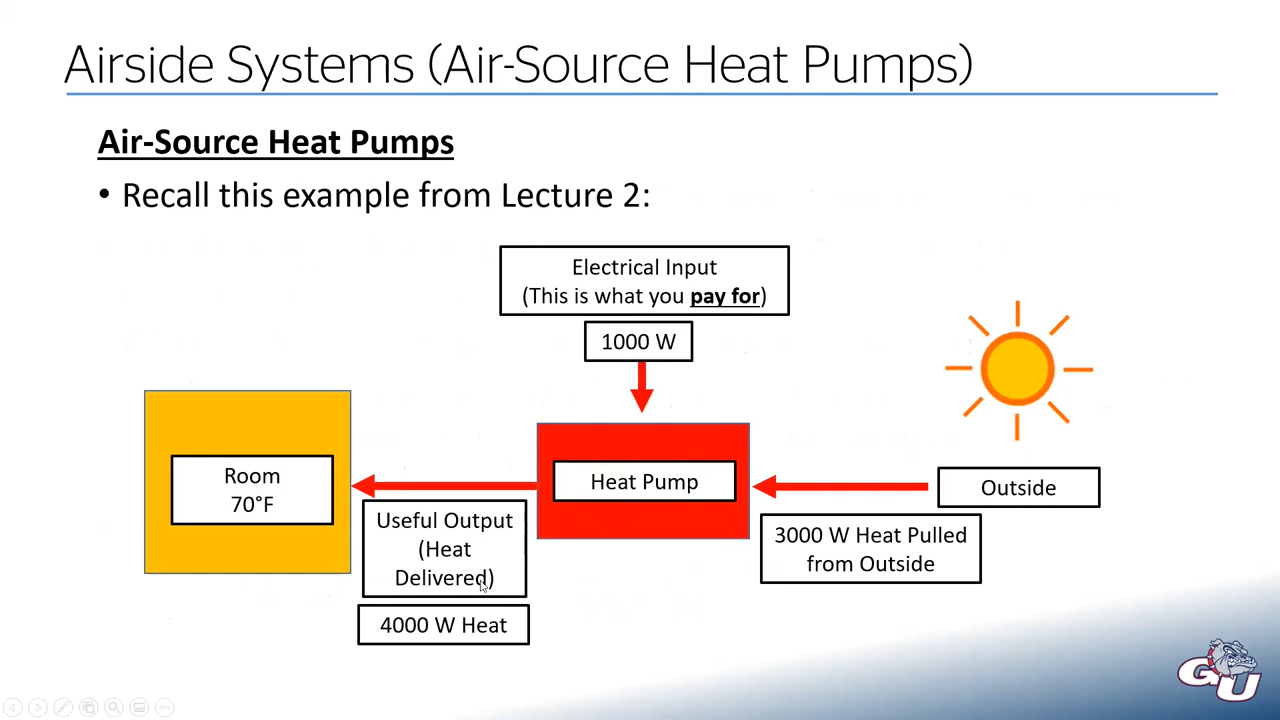 Airside Systems (Air-Source Heat Pumps)
Air-Source Heat Pumps
• Recall this example from Lecture 2:
Electrical Input
(This is what you pay for)
1000 W
Room
70°F
Heat Pump
Outside
Useful Output
(Heat
Delivered)
3000 W Heat Pulled
from Outside
4000 W Heat
GU